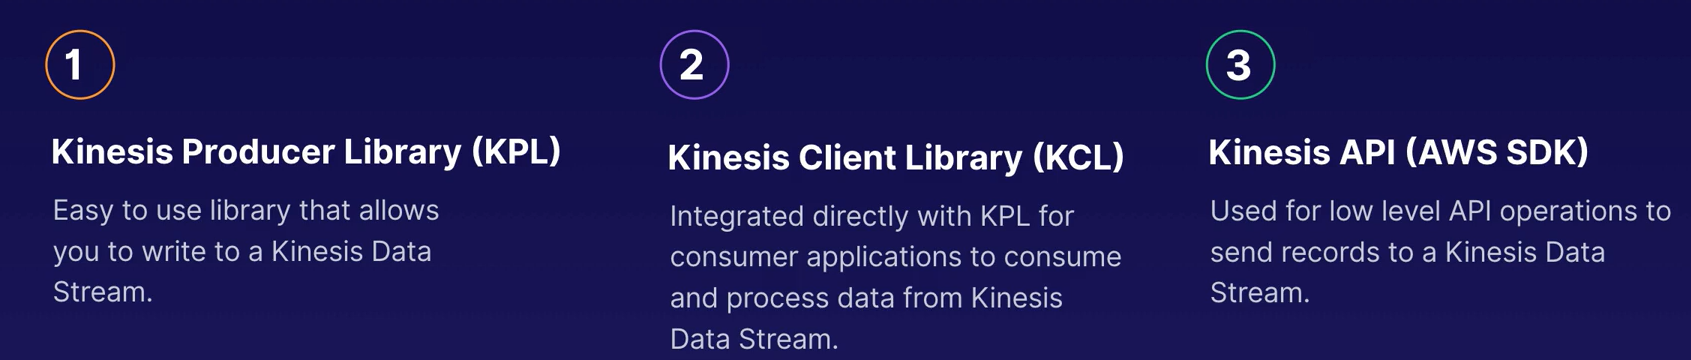 1
Kinesis Producer Library (KPL)
Easy to use library that allows
you to write to a Kinesis Data
Stream.
2
Kinesis Client Library (KCL)
Integrated directly with KPL for
consumer applications to consume
and process data from Kinesis
Data Stream.
3
Kinesis API (AWS SDK)
Used for low level API operations to
send records to a Kinesis Data
Stream.